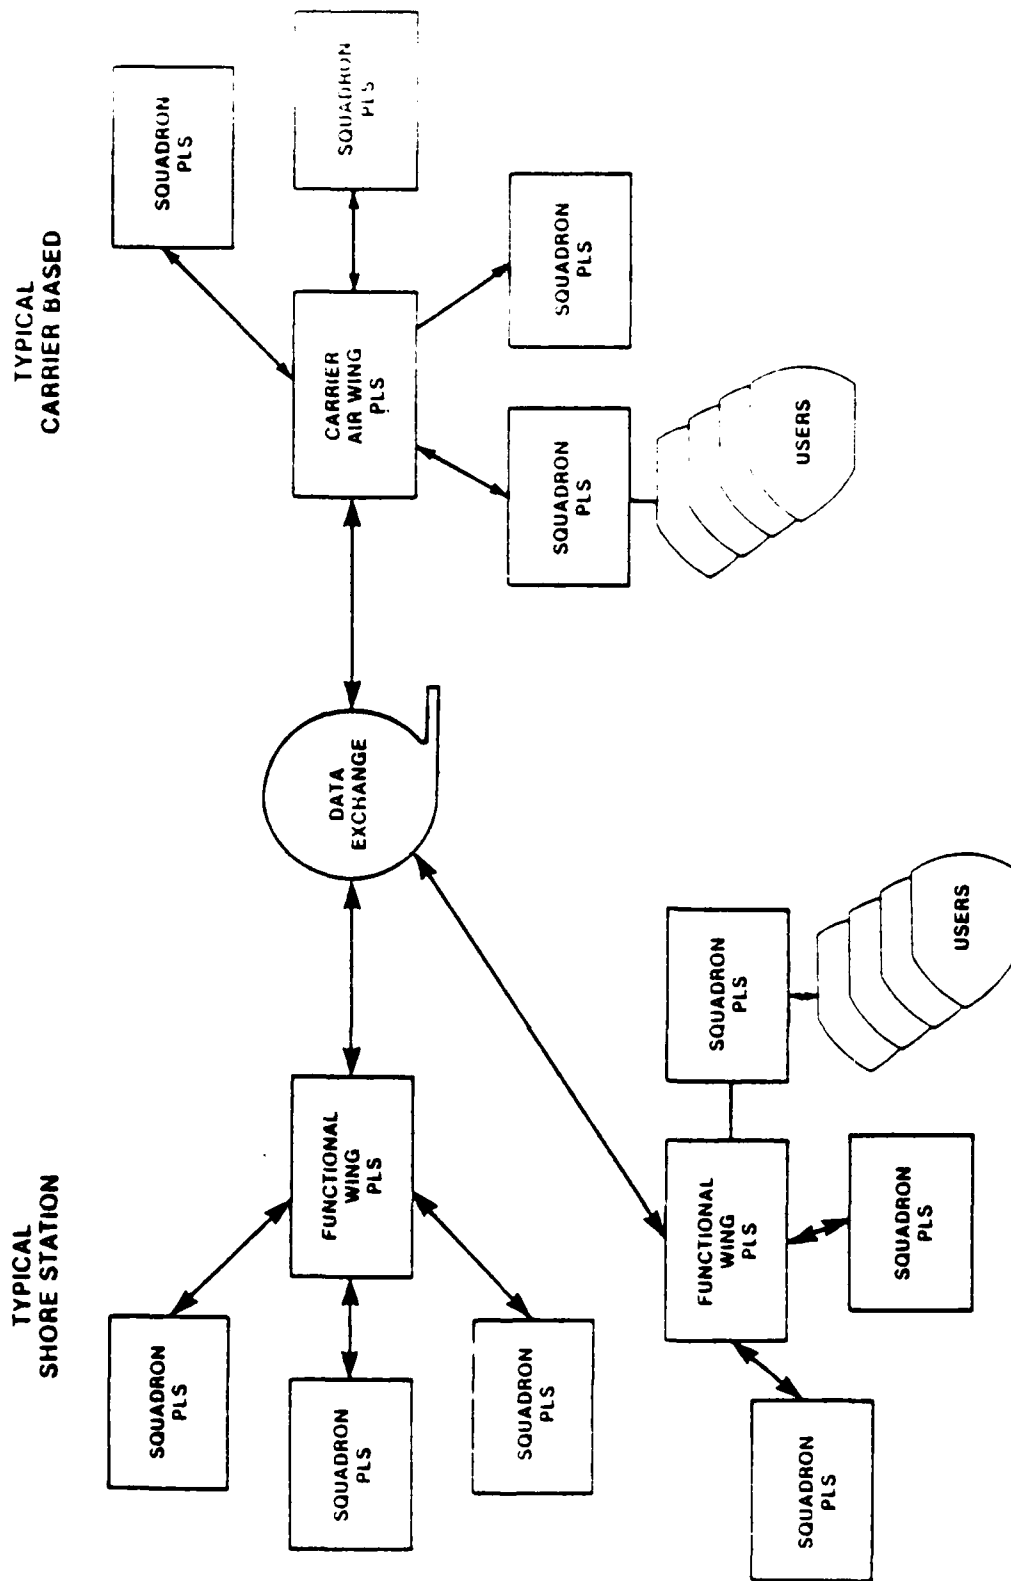 TYPICAL
SHORE STATION
TYPICAL
CARRIER BASED
SQUADRON
PLS
SQUADRON
PLS
SQUADRON
PLS
FUNCTIONAL
WING
PLS
DATA
EXCHANGE
CARRIER
AIR WING
PLS
SQUADRON
PLS
SQUADRON
PLS
SQUADRON
PLS
SQUADRON
PLS
USERS
SQUADRON
PLS
FUNCTIONAL
WING
PLS
SQUADRON
PLS
SQUADRON
PLS
USERS